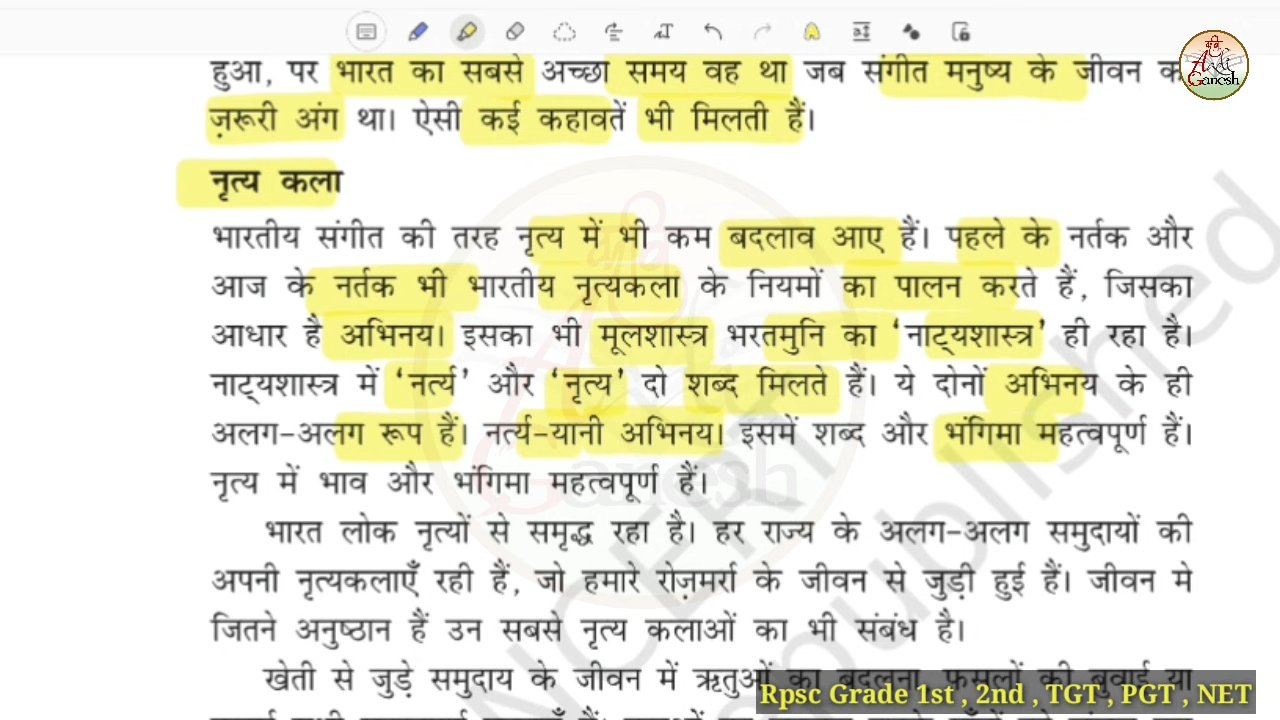 हुआ, पर भारत का सबसे अच्छा समय वह था जब संगीत मनुष्य के जीवन क
ज़रूरी अंग था। ऐसी कई कहावतें भी मिलती हैं।
नृत्य कला
भारतीय संगीत की तरह नृत्य में भी कम बदलाव आए हैं। पहले के नर्तक और
आज के नर्तक भी भारतीय नृत्यकला के नियमों का पालन करते हैं, जिसका
आधार है अभिनय। इसका भी मूलशास्त्र भरतमुनि का ‘नाट्यशास्त्र’ ही रहा है।
नाट्यशास्त्र में ‘नर्त्य’ और ‘नृत्य’ दो शब्द मिलते हैं। ये दोनों अभिनय के ही
अलग-अलग रूप हैं। नर्त्य-यानी अभिनय। इसमें शब्द और भंगिमा महत्वपूर्ण हैं।
नृत्य में भाव और भंगिमा महत्वपूर्ण हैं।
भारत लोक नृत्यों से समृद्ध रहा है। हर राज्य के अलग-अलग समुदायों की
अपनी नृत्यकलाएँ रही हैं, जो हमारे रोज़मर्रा के जीवन से जुड़ी हुई हैं। जीवन मे
जितने अनुष्ठान हैं उन सबसे नृत्य कलाओं का भी संबंध है।
खेती से जुड़े समुदाय के जीवन में ऋतुओं का बदलना, फसलों की बुवाई या
Rpsc Grade 1st , 2nd , TGT , PGT , NET
Ganesh
NCERT
republished